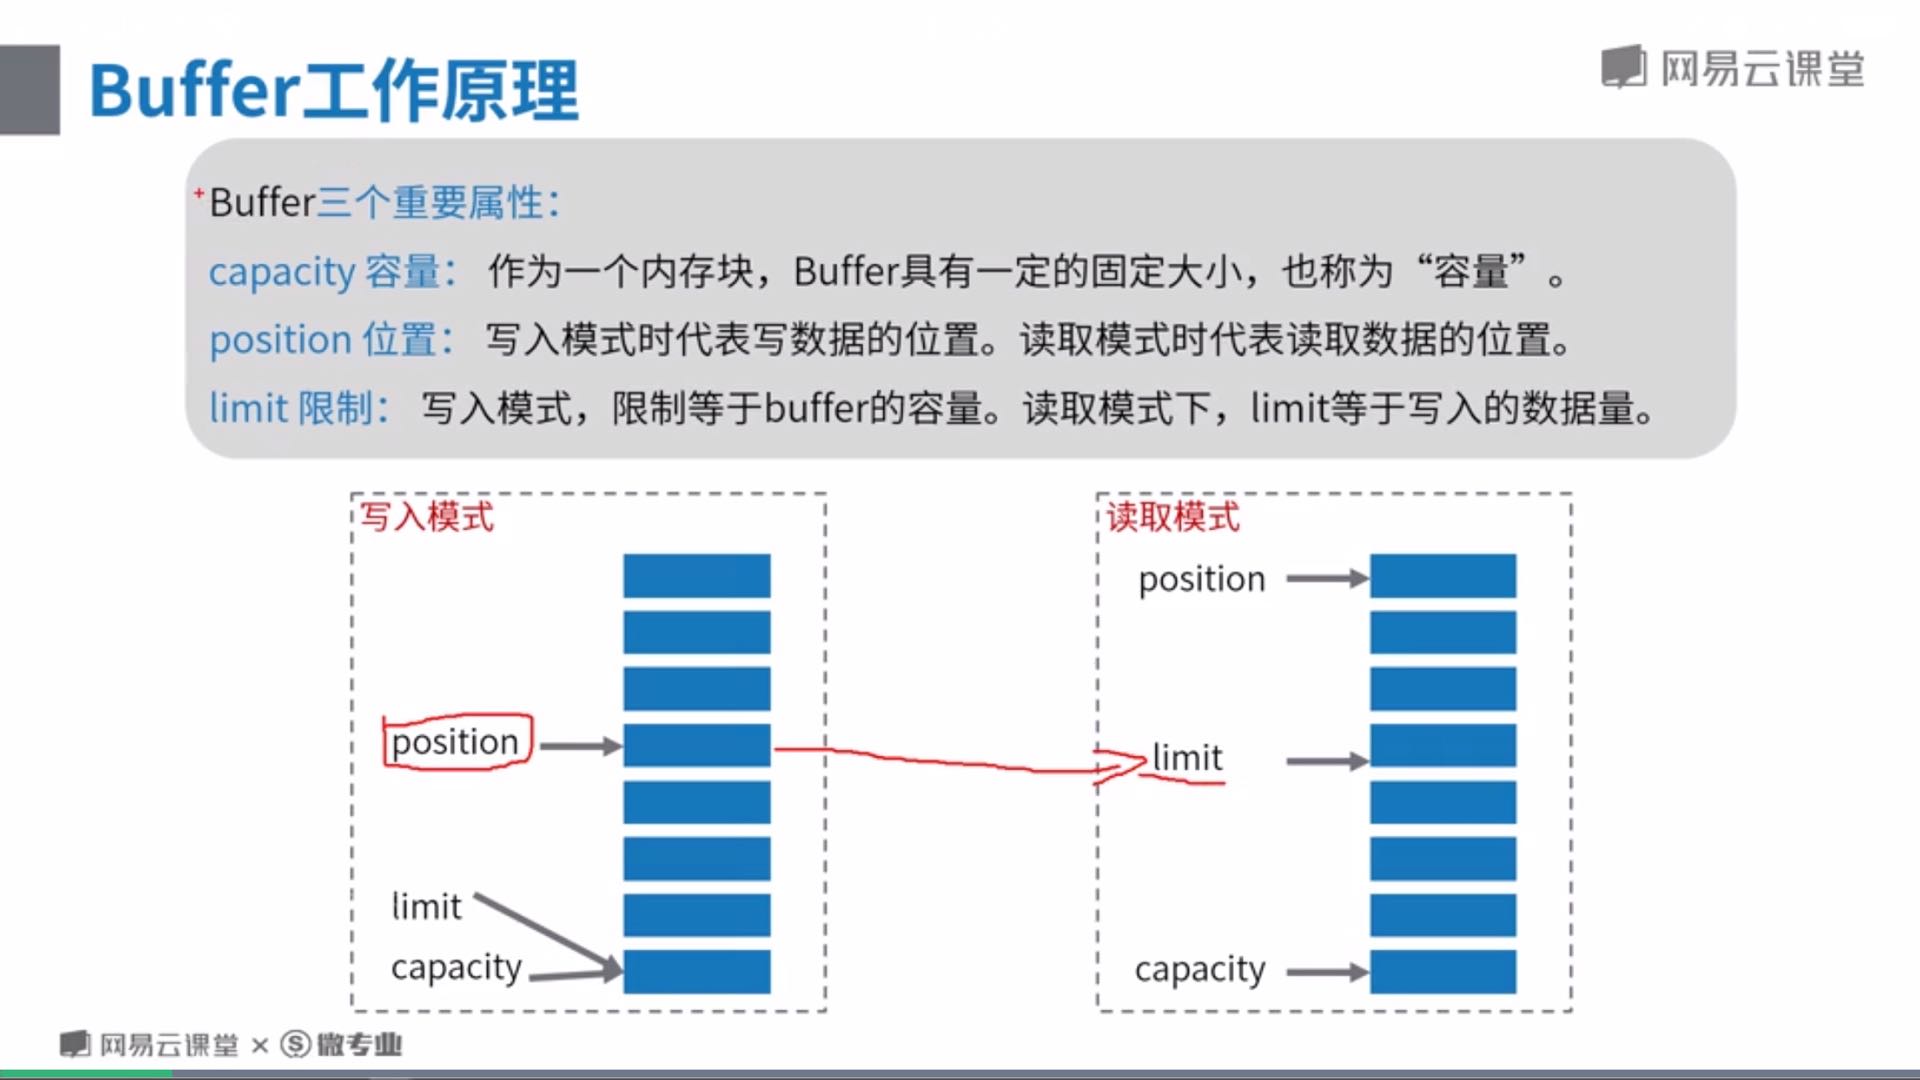 Buffer工作原理
网易云课堂
Buffer三个重要属性：
capacity 容量： 作为一个内存块，Buffer具有一定的固定大小，也称为“容量”。
position 位置： 写入模式时代表写数据的位置。读取模式时代表读取数据的位置。
limit 限制： 写入模式，限制等于buffer的容量。读取模式下，limit等于写入的数据量。
写入模式
position
limit
capacity
读取模式
position
limit
capacity
网易云课堂 × S 微专业